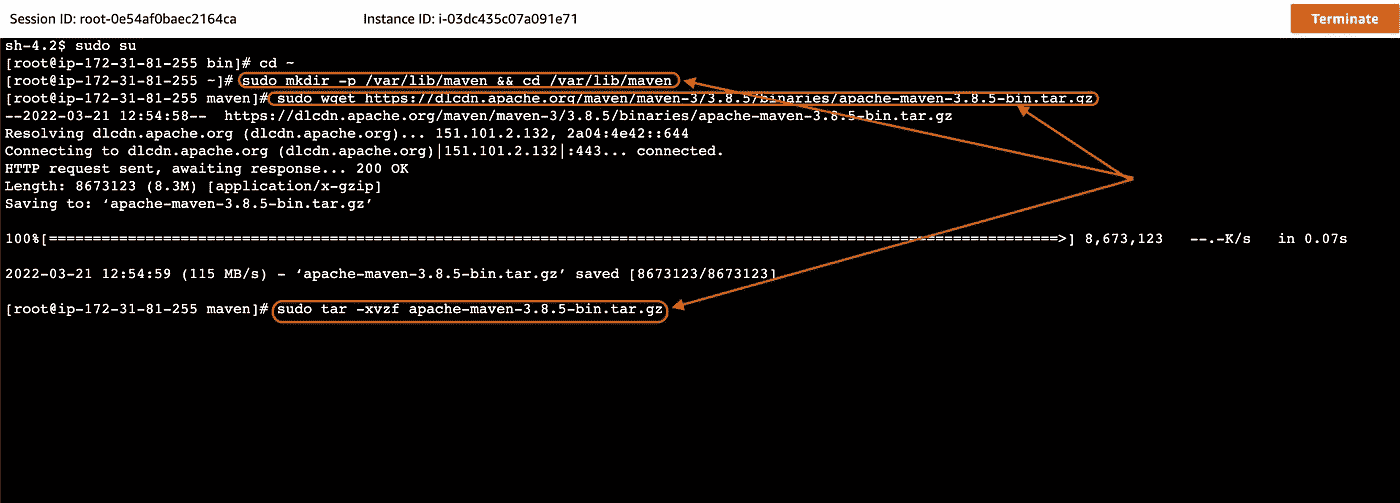 Session ID: root-0e54af0baec2164ca Instance ID: i-03dc435c07a091e71 Terminate
sh-4.2$ sudo su
[root@ip-172-31-81-255 bin]# cd ~
[root@ip-172-31-81-255 ~]# sudo mkdir -p /var/lib/maven && cd /var/lib/maven
[root@ip-172-31-81-255 maven]# sudo wget https://dlcdn.apache.org/maven/maven-3/3.8.5/binaries/apache-maven-3.8.5-bin.tar.gz
--2022-03-21 12:54:58--  https://dlcdn.apache.org/maven/maven-3/3.8.5/binaries/apache-maven-3.8.5-bin.tar.gz
Resolving dlcdn.apache.org (dlcdn.apache.org)... 151.101.2.132, 2a04:4e42::644
Connecting to dlcdn.apache.org (dlcdn.apache.org)|151.101.2.132|:443... connected.
HTTP request sent, awaiting response... 200 OK
Length: 8673123 (8.3M) [application/x-gzip]
Saving to: ‘apache-maven-3.8.5-bin.tar.gz’
100%[=====================================================================================================================>] 8,673,123   --.-K/s   in 0.07s
2022-03-21 12:54:59 (115 MB/s) - ‘apache-maven-3.8.5-bin.tar.gz’ saved [8673123/8673123]
[root@ip-172-31-81-255 maven]# sudo tar -xvzf apache-maven-3.8.5-bin.tar.gz